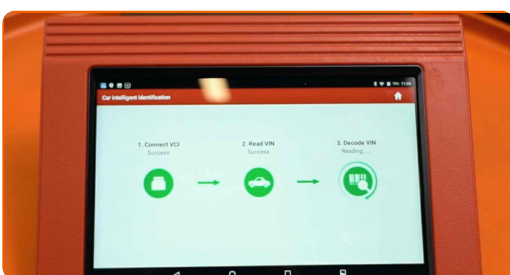 Car intelligent Identification
1. Connect VCI
Success
2. Read VIN
Success
3. Decode VIN
Reading......